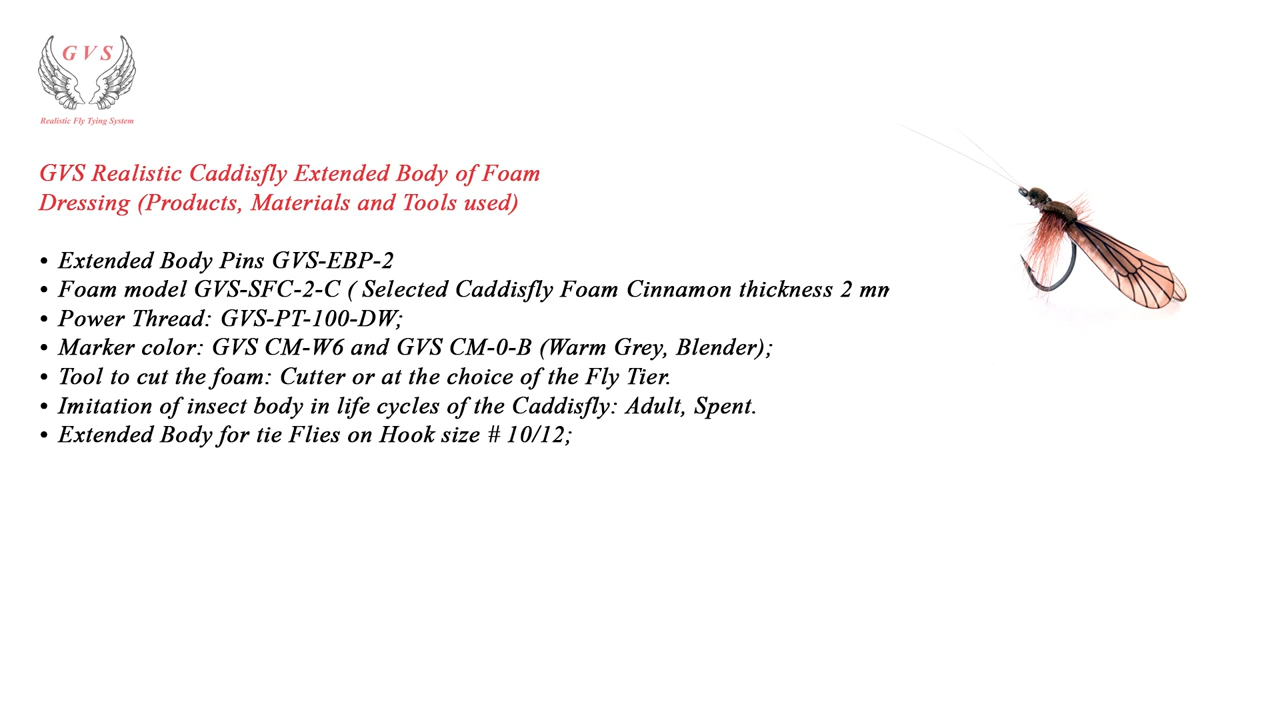 G V S
Realistic Fly Tying System
GVS Realistic Caddisfly Extended Body of Foam
Dressing (Products, Materials and Tools used)
• Extended Body Pins GVS-EBP-2
• Foam model GVS-SFC-2-C ( Selected Caddisfly Foam Cinnamon thickness 2 mm
• Power Thread: GVS-PT-100-DW;
• Marker color: GVS CM-W6 and GVS CM-0-B (Warm Grey, Blender);
• Tool to cut the foam: Cutter or at the choice of the Fly Tier.
• Imitation of insect body in life cycles of the Caddisfly: Adult, Spent.
• Extended Body for tie Flies on Hook size # 10/12;